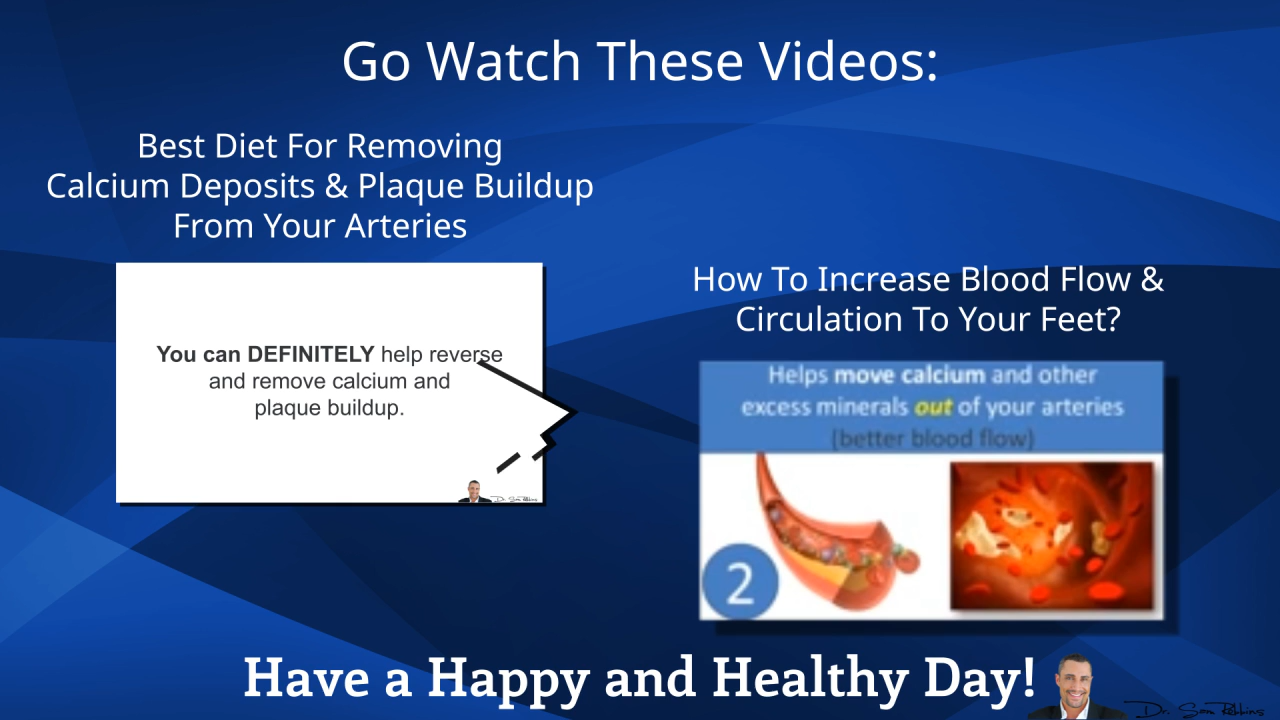 Go Watch These Videos:
Best Diet For Removing
Calcium Deposits & Plaque Buildup
From Your Arteries
You can DEFINITELY help reverse
and remove calcium and
plaque buildup.
Dr. Sam Robbins
How To Increase Blood Flow &
Circulation To Your Feet?
Helps move calcium and other
excess minerals out of your arteries
(better blood flow)
2
Have a Happy and Healthy Day!
Dr. Sam Robbins